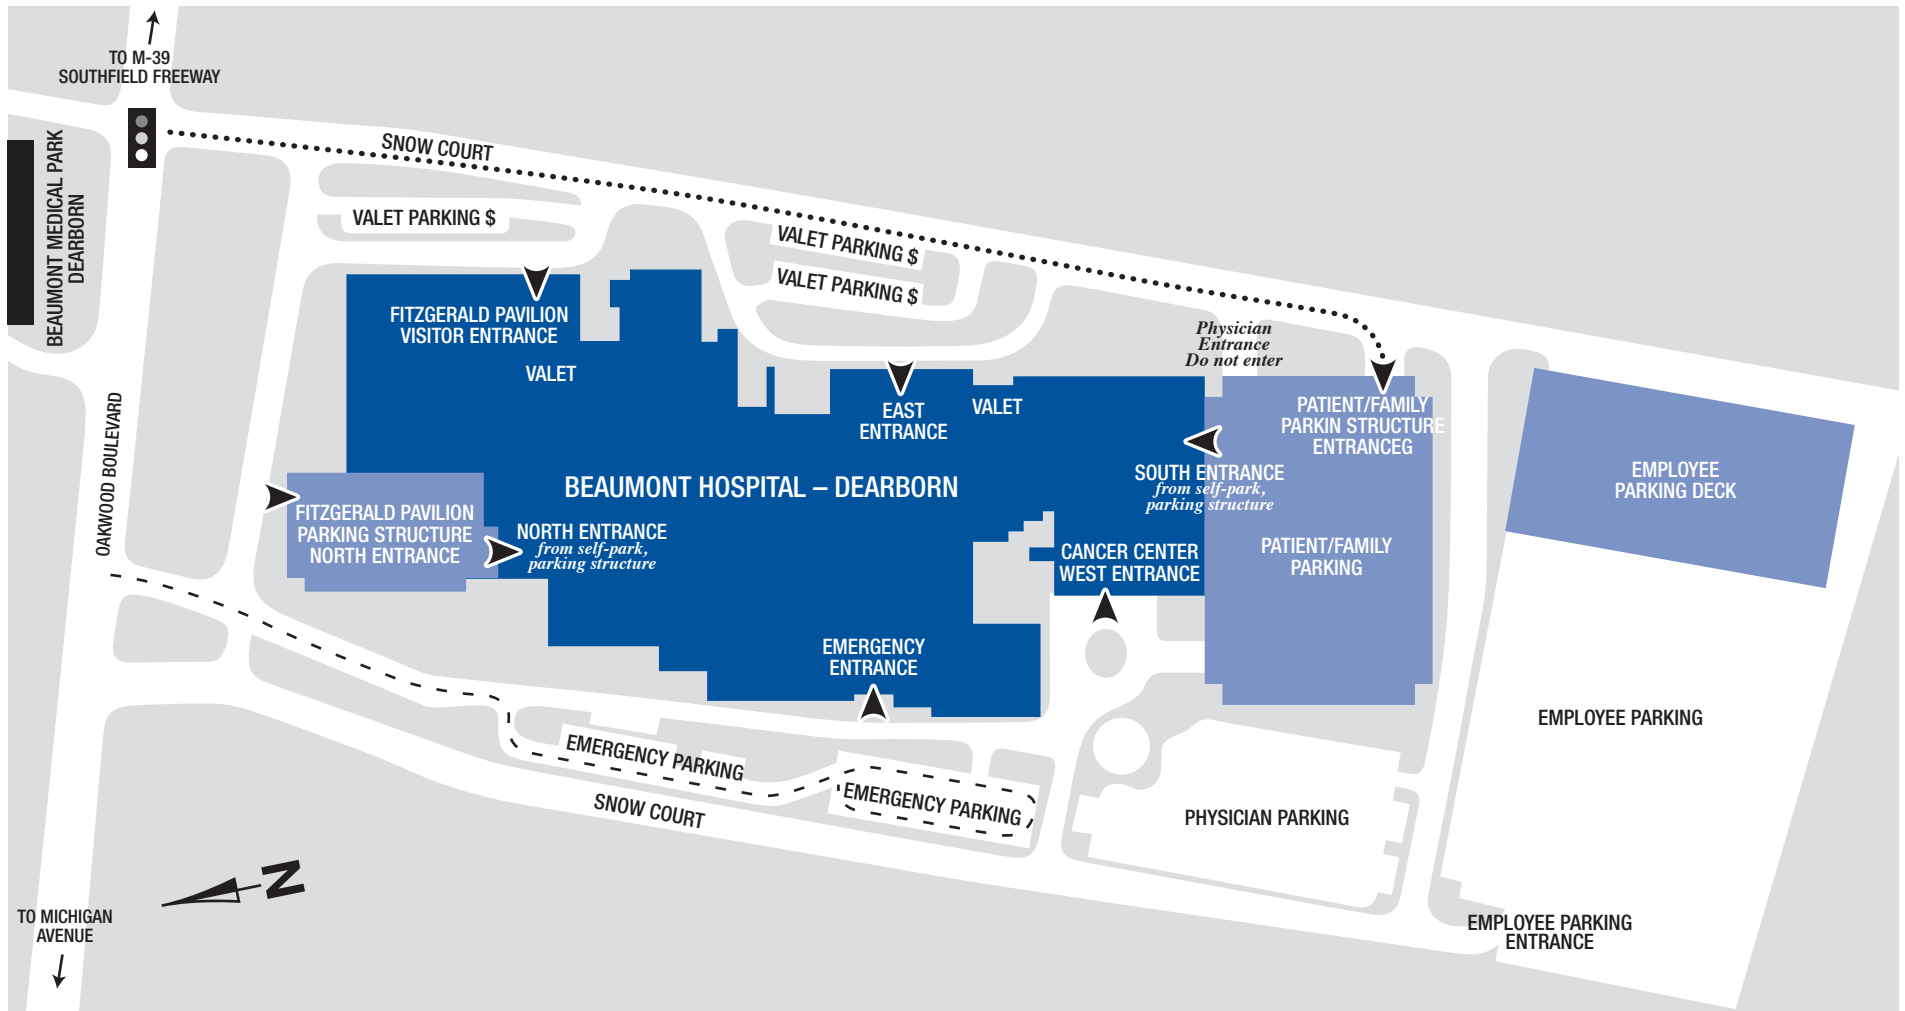 TO M-39
SOUTHFIELD FREEWAY
BEAUMONT MEDICAL PARK
DEARBORN
SNOW COURT
VALET PARKING $
VALET PARKING $
VALET PARKING $
FITZGERALD PAVILION
VISITOR ENTRANCE
VALET
Physician
Entrance
Do not enter
EAST
ENTRANCE
VALET
PATIENT/FAMILY
PARKIN STRUCTURE
ENTRANCEG
OAKWOOD BOULEVARD
BEAUMONT HOSPITAL – DEARBORN
SOUTH ENTRANCE
from self-park,
parking structure
EMPLOYEE
PARKING DECK
FITZGERALD PAVILION
PARKING STRUCTURE
NORTH ENTRANCE
NORTH ENTRANCE
from self-park,
parking structure
CANCER CENTER
WEST ENTRANCE
PATIENT/FAMILY
PARKING
EMERGENCY
ENTRANCE
EMPLOYEE PARKING
EMERGENCY PARKING
EMERGENCY PARKING
SNOW COURT
PHYSICIAN PARKING
N
TO MICHIGAN
AVENUE
EMPLOYEE PARKING
ENTRANCE